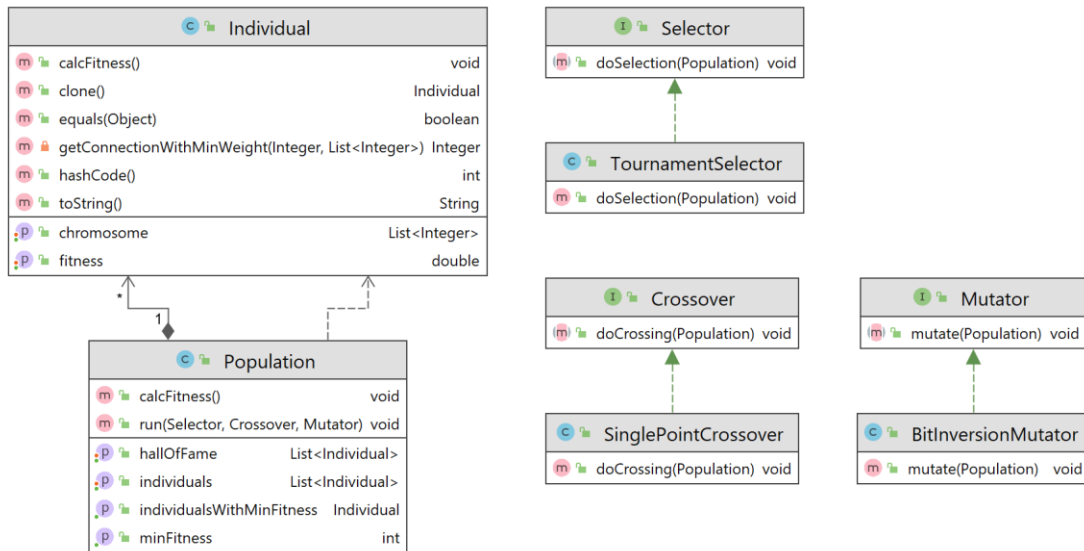 C Individual
m calcFitness() void
m clone() Individual
m equals(Object) boolean
m getConnectionWithMinWeight(Integer, List<Integer>) Integer
m hashCode() int
m toString() String
p chromosome List<Integer>
p fitness double
*
1
C Population
m calcFitness() void
m run(Selector, Crossover, Mutator) void
p hallOfFame List<Individual>
p individuals List<Individual>
p individualsWithMinFitness Individual
p minFitness int
I Selector
(m) doSelection(Population) void
C TournamentSelector
m doSelection(Population) void
I Crossover
(m) doCrossing(Population) void
C SinglePointCrossover
m doCrossing(Population) void
I Mutator
(m) mutate(Population) void
C BitInversionMutator
m mutate(Population) void